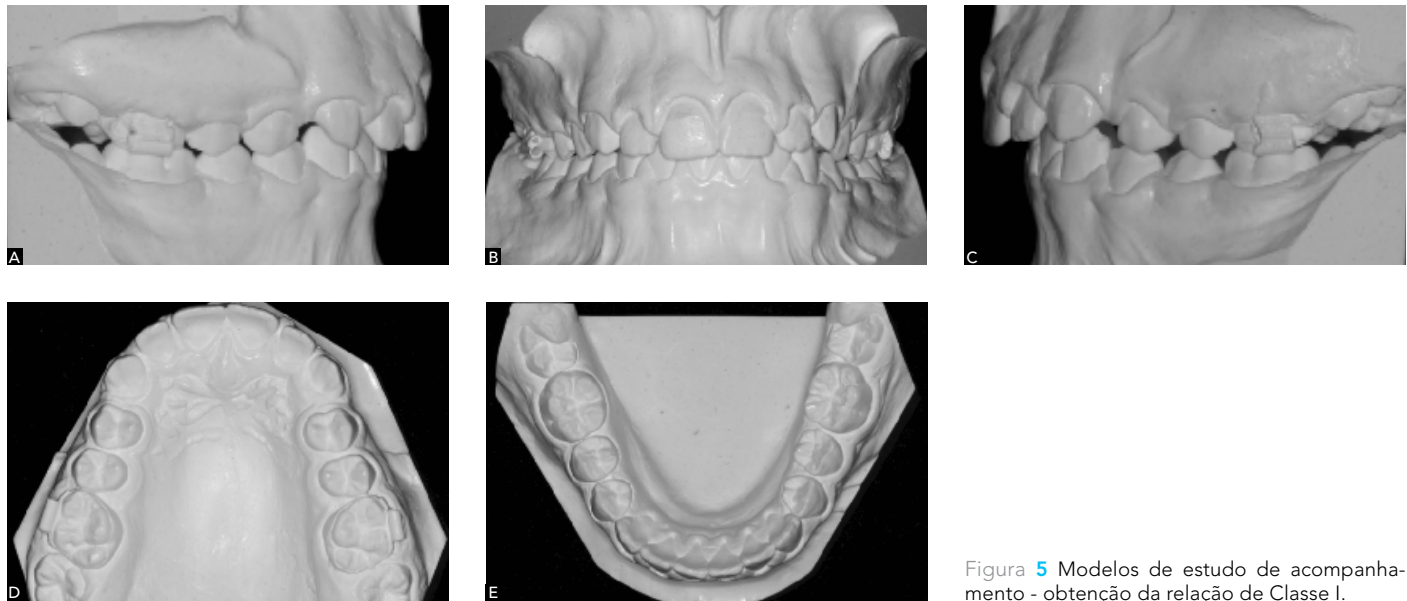 A
B
C
D
E
Figura 5 Modelos de estudo de acompanha-
mento - obtenção da relação de Classe I.